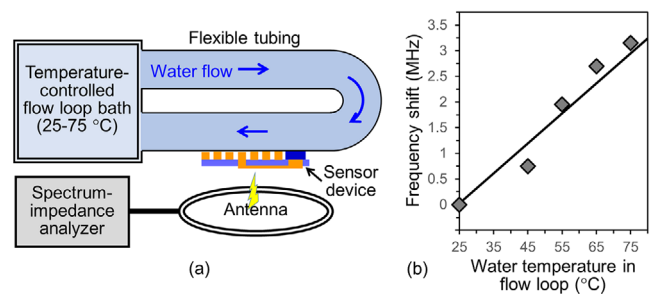 Flexible tubing
Temperature-
controlled
flow loop bath
(25-75 °C)
Water flow
Sensor
device
Spectrum-
impedance
analyzer
Antenna
(a)
Frequency shift (MHz)
3.5
3
2.5
2
1.5
1
0.5
0
25 35 45 55 65 75
Water temperature in
flow loop (°C)
(b)